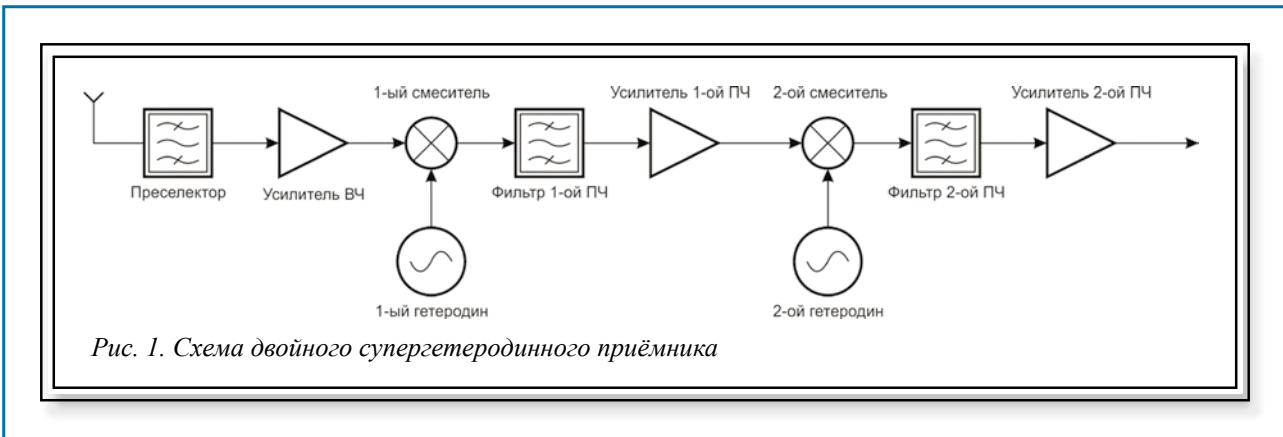 1-ый смеситель
Усилитель 1-ой ПЧ
2-ой смеситель
Усилитель 2-ой ПЧ
Преселектор
Усилитель ВЧ
Фильтр 1-ой ПЧ
Фильтр 2-ой ПЧ
1-ый гетеродин
2-ой гетеродин
Рис. 1. Схема двойного супергетеродинного приёмника